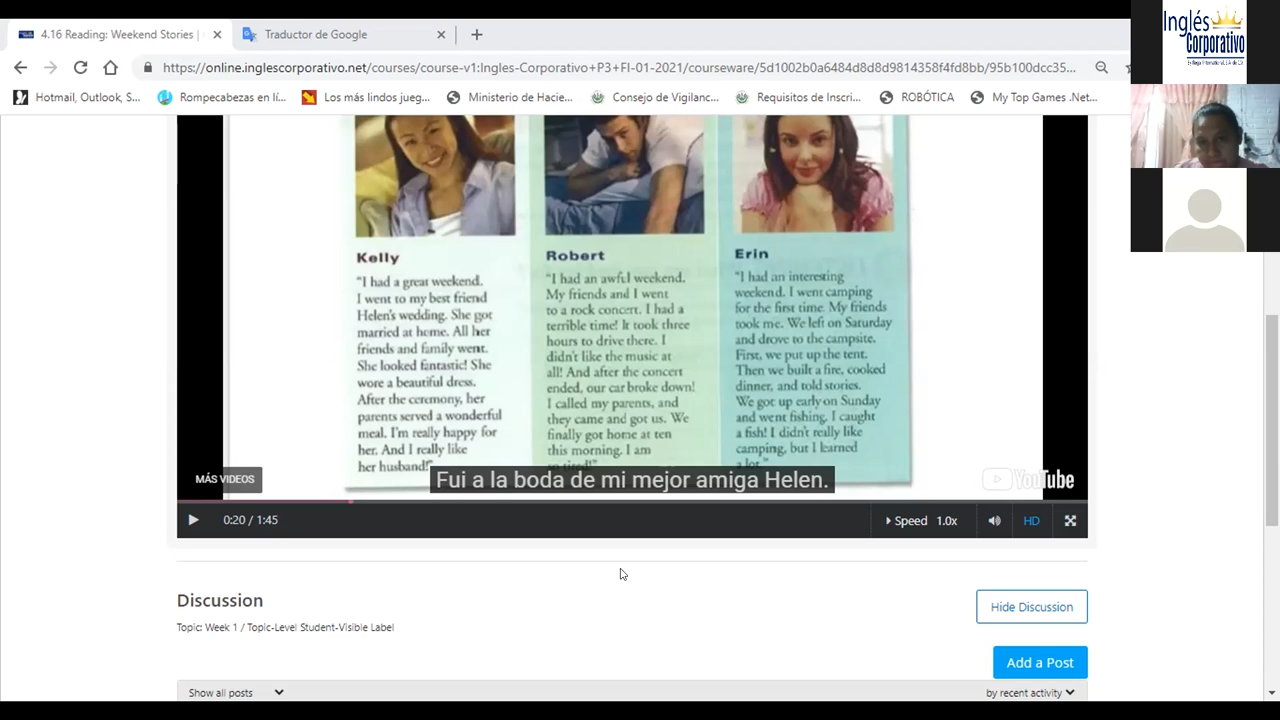 4.16 Reading: Weekend Stories |
Traductor de Google
https://online.inglescorporativo.net/courses/course-v1:Ingles-Corporativo+P3+FI-01-2021/courseware/5d1002b0a6484d8d8d9814358f4fd8bb/95b100dcc35...
Hotmail, Outlook, S...
Rompecabezas en lí...
Los más lindos jueg...
Ministerio de Hacie...
Consejo de Vigilanc...
Requisitos de Inscri...
ROBÓTICA
My Top Games .Net...
Inglés
Corporativo
Kelly
"I had a great weekend.
I went to my best friend
Helen's wedding. She got
married at home. All her
friends and family went.
She looked fantastic! She
wore a beautiful dress.
After the ceremony, her
parents served a wonderful
meal. I'm really happy for
her. And I really like
her husband!"
Robert
"I had an awful weekend.
My friends and I went
to a rock concert. I had a
terrible time! It took three
hours to drive there. I
didn't like the music at
all! And after the concert
ended, our car broke down!
I called my parents, and
they came and got us. We
finally got home at ten
this morning. I am
so tired!"
Erin
"I had an interesting
weekend. I went camping
for the first time. My friends
took me. We left on Saturday
and drove to the campsite.
First, we put up the tent.
Then we built a fire, cooked
dinner, and told stories.
We got up early on Sunday
and went fishing. I caught
a fish! I didn't really like
camping, but I learned
a lot."
Fui a la boda de mi mejor amiga Helen.
MÁS VIDEOS
YouTube
0:20 / 1:45
Speed 1.0x
HD
Discussion
Hide Discussion
Topic: Week 1 / Topic-Level Student-Visible Label
Add a Post
Show all posts
by recent activity